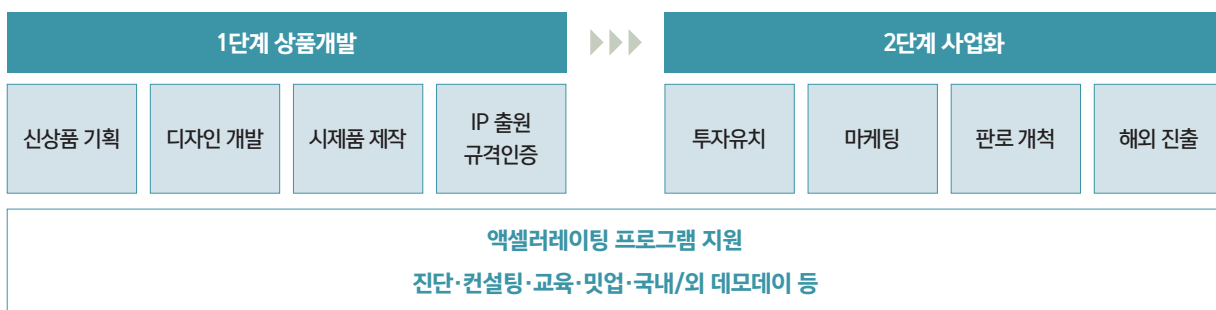 1단계 상품개발
2단계 사업화
신상품 기획
디자인 개발
시제품 제작
IP 출원
규격인증
투자유치
마케팅
판로 개척
해외 진출
액셀러레이팅 프로그램 지원
진단·컨설팅·교육·밋업·국내/외 데모데이 등